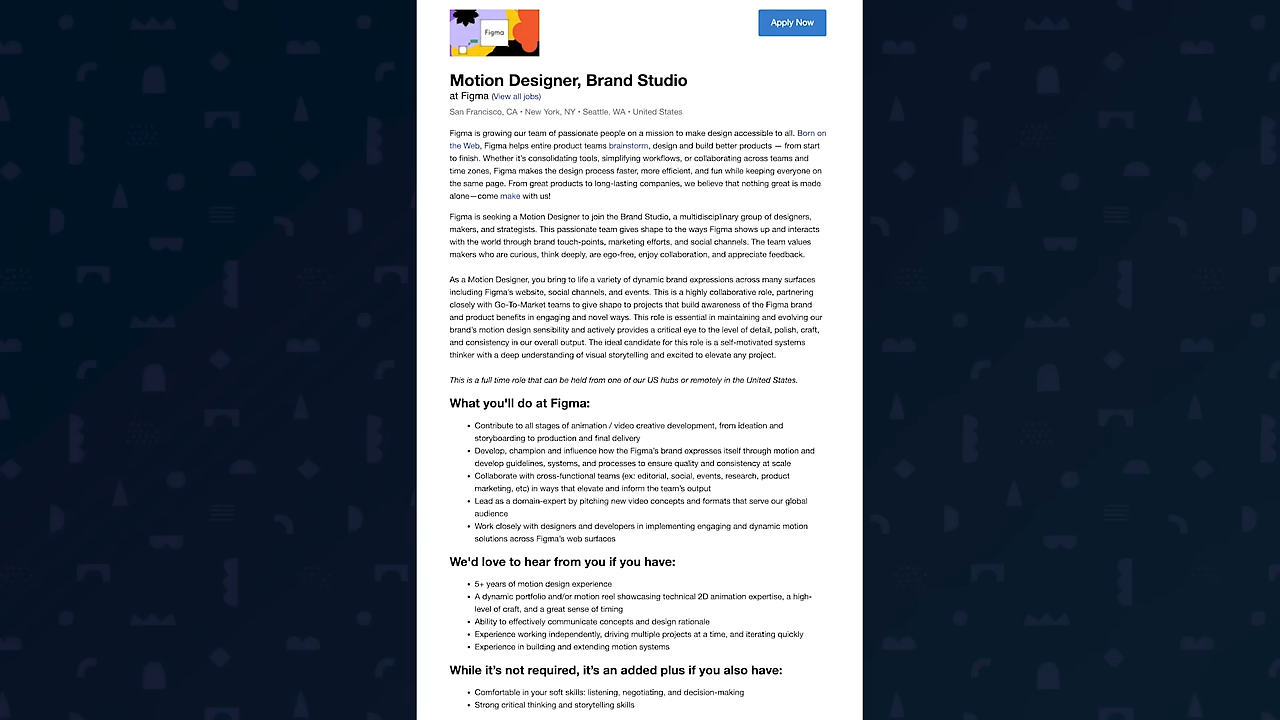 Figma
Apply Now
Motion Designer, Brand Studio
at Figma (View all jobs)
San Francisco, CA • New York, NY • Seattle, WA • United States
Figma is growing our team of passionate people on a mission to make design accessible to all. Born on
the Web, Figma helps entire product teams brainstorm, design and build better products — from start
to finish. Whether it's consolidating tools, simplifying workflows, or collaborating across teams and
time zones, Figma makes the design process faster, more efficient, and fun while keeping everyone on
the same page. From great products to long-lasting companies, we believe that nothing great is made
alone—come make with us!
Figma is seeking a Motion Designer to join the Brand Studio, a multidisciplinary group of designers,
makers, and strategists. This passionate team gives shape to the ways Figma shows up and interacts
with the world through brand touch-points, marketing efforts, and social channels. The team values
makers who are curious, think deeply, are ego-free, enjoy collaboration, and appreciate feedback.
As a Motion Designer, you bring to life a variety of dynamic brand expressions across many surfaces
including Figma's website, social channels, and events. This is a highly collaborative role, partnering
closely with Go-To-Market teams to give shape to projects that build awareness of the Figma brand
and product benefits in engaging and novel ways. This role is essential in maintaining and evolving our
brand's motion design sensibility and actively provides a critical eye to the level of detail, polish, craft,
and consistency in our overall output. The ideal candidate for this role is a self-motivated systems
thinker with a deep understanding of visual storytelling and excited to elevate any project.
This is a full time role that can be held from one of our US hubs or remotely in the United States.
What you'll do at Figma:
• Contribute to all stages of animation / video creative development, from ideation and
storyboarding to production and final delivery
• Develop, champion and influence how the Figma's brand expresses itself through motion and
develop guidelines, systems, and processes to ensure quality and consistency at scale
• Collaborate with cross-functional teams (ex: editorial, social, events, research, product
marketing, etc) in ways that elevate and inform the team's output
• Lead as a domain-expert by pitching new video concepts and formats that serve our global
audience
• Work closely with designers and developers in implementing engaging and dynamic motion
solutions across Figma's web surfaces
We'd love to hear from you if you have:
• 5+ years of motion design experience
• A dynamic portfolio and/or motion reel showcasing technical 2D animation expertise, a high-
level of craft, and a great sense of timing
• Ability to effectively communicate concepts and design rationale
• Experience working independently, driving multiple projects at a time, and iterating quickly
• Experience in building and extending motion systems
While it's not required, it's an added plus if you also have:
• Comfortable in your soft skills: listening, negotiating, and decision-making
• Strong critical thinking and storytelling skills